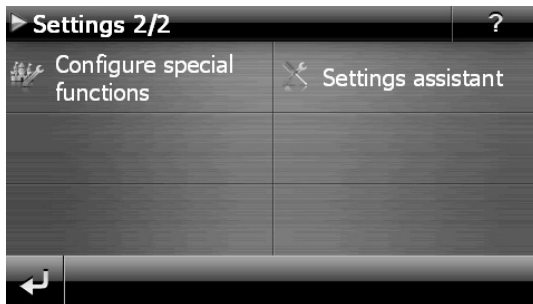 Settings 2/2
?
Configure special
functions
Settings assistant